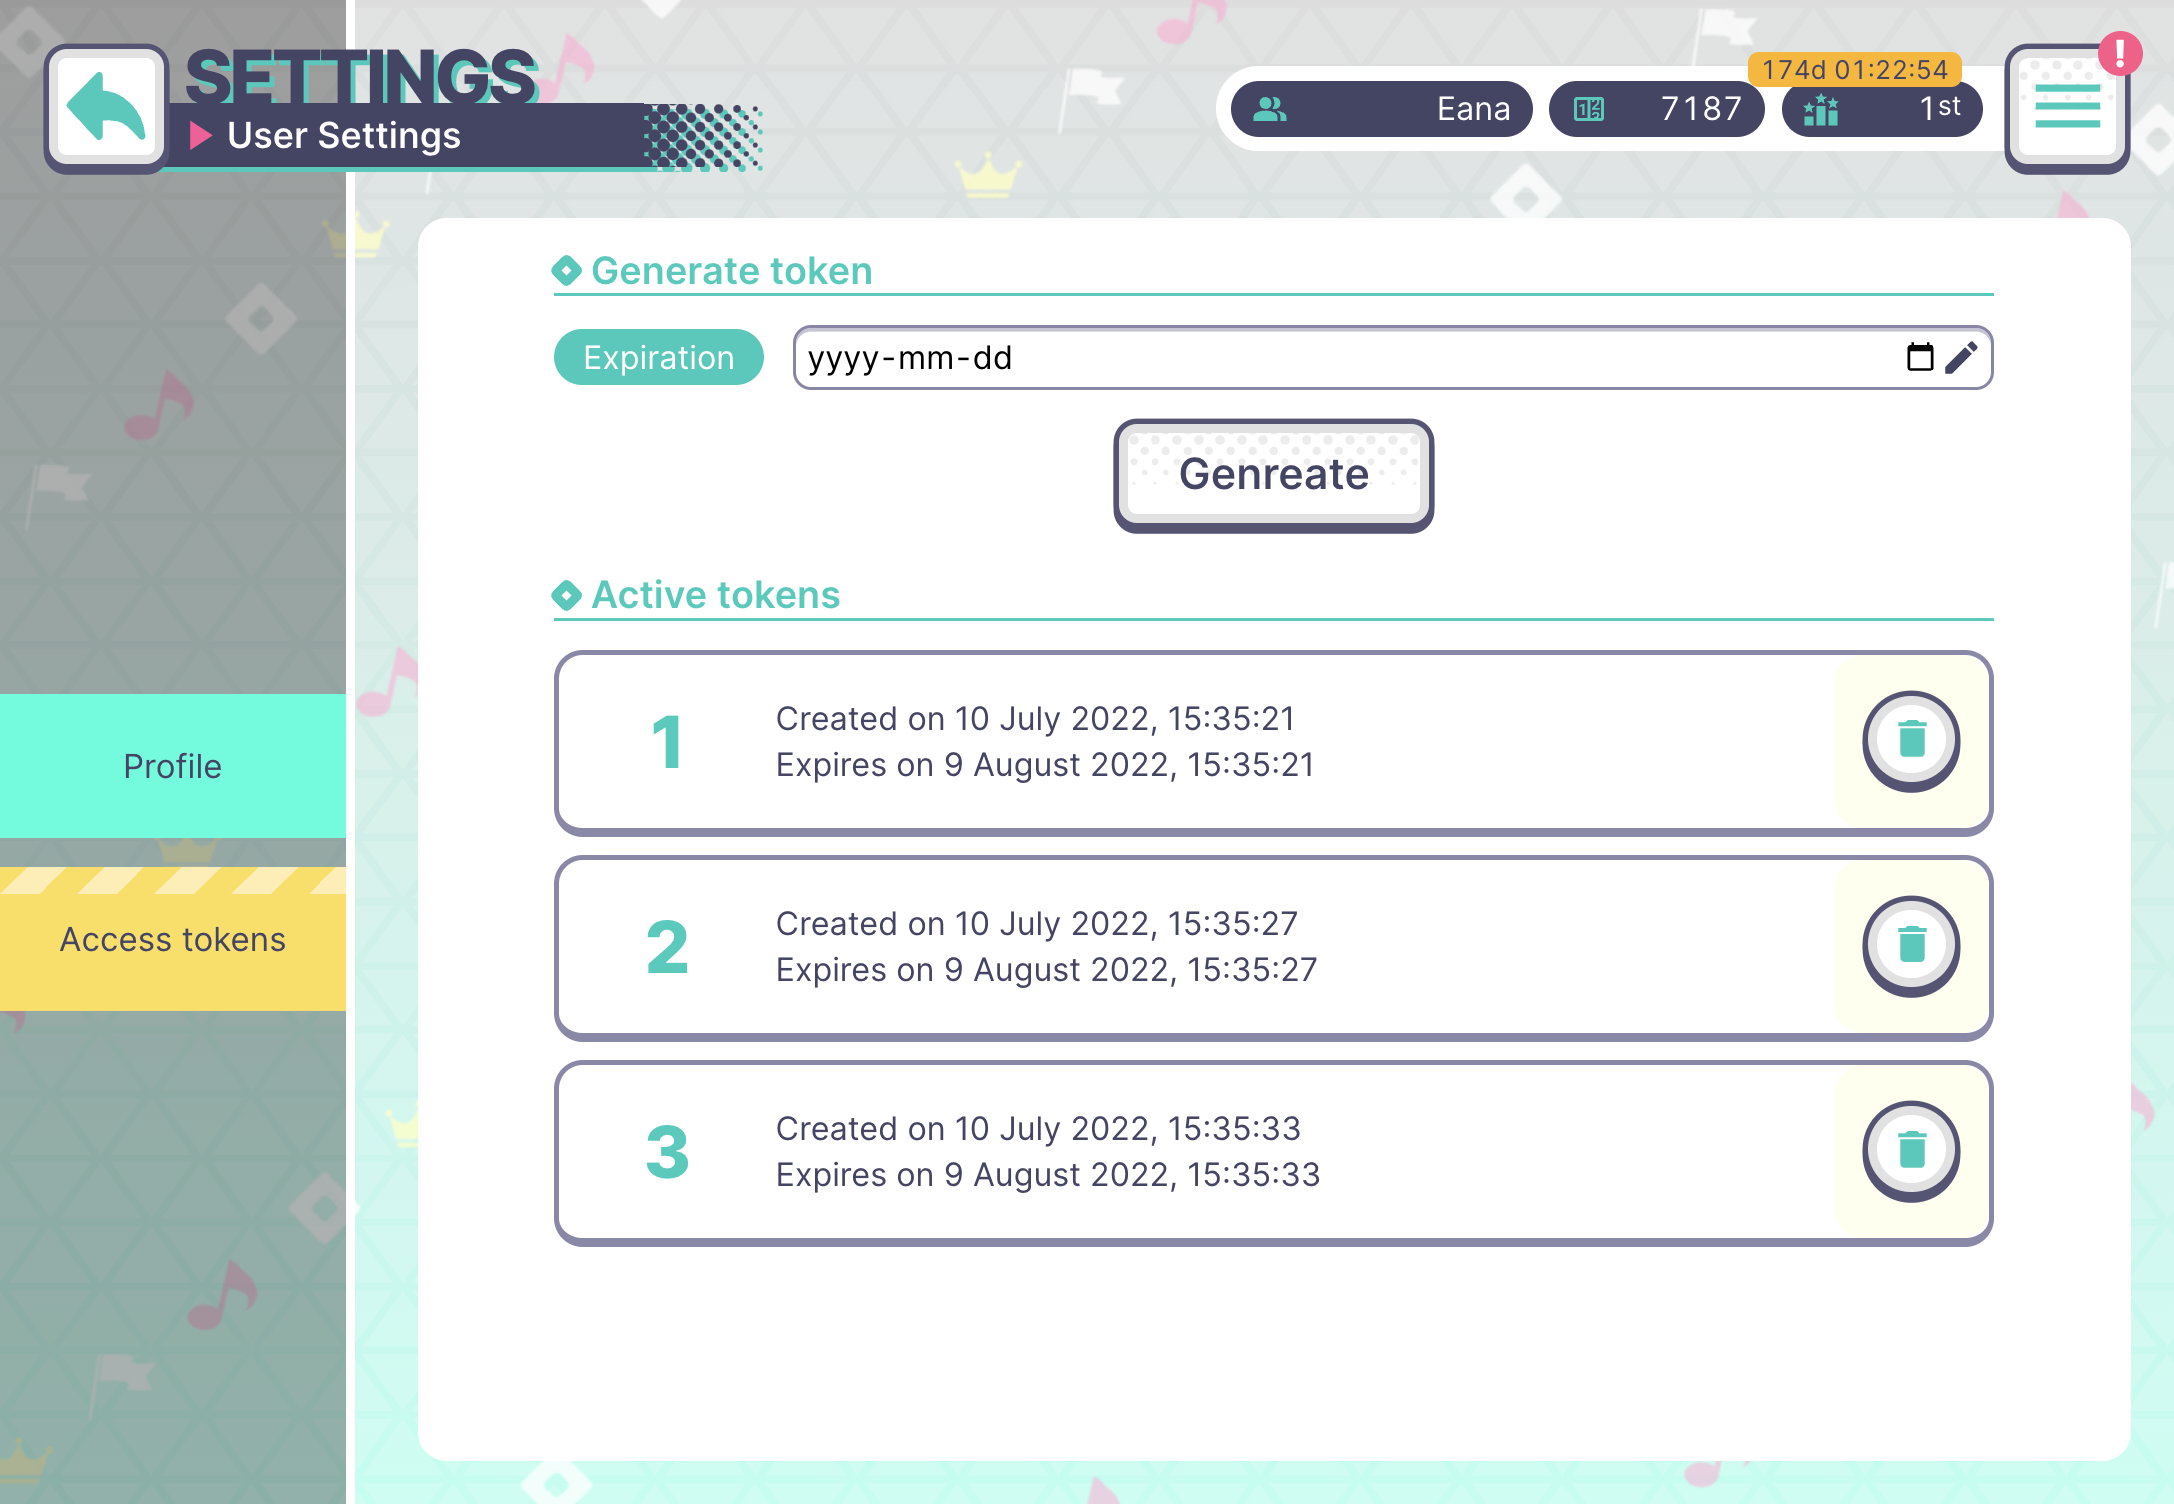 SETTINGS
User Settings
174d 01:22:54
Eana
7187
1st
!
Profile
Access tokens
Generate token
Expiration
yyyy-mm-dd
Genreate
Active tokens
1
Created on 10 July 2022, 15:35:21
Expires on 9 August 2022, 15:35:21
2
Created on 10 July 2022, 15:35:27
Expires on 9 August 2022, 15:35:27
3
Created on 10 July 2022, 15:35:33
Expires on 9 August 2022, 15:35:33